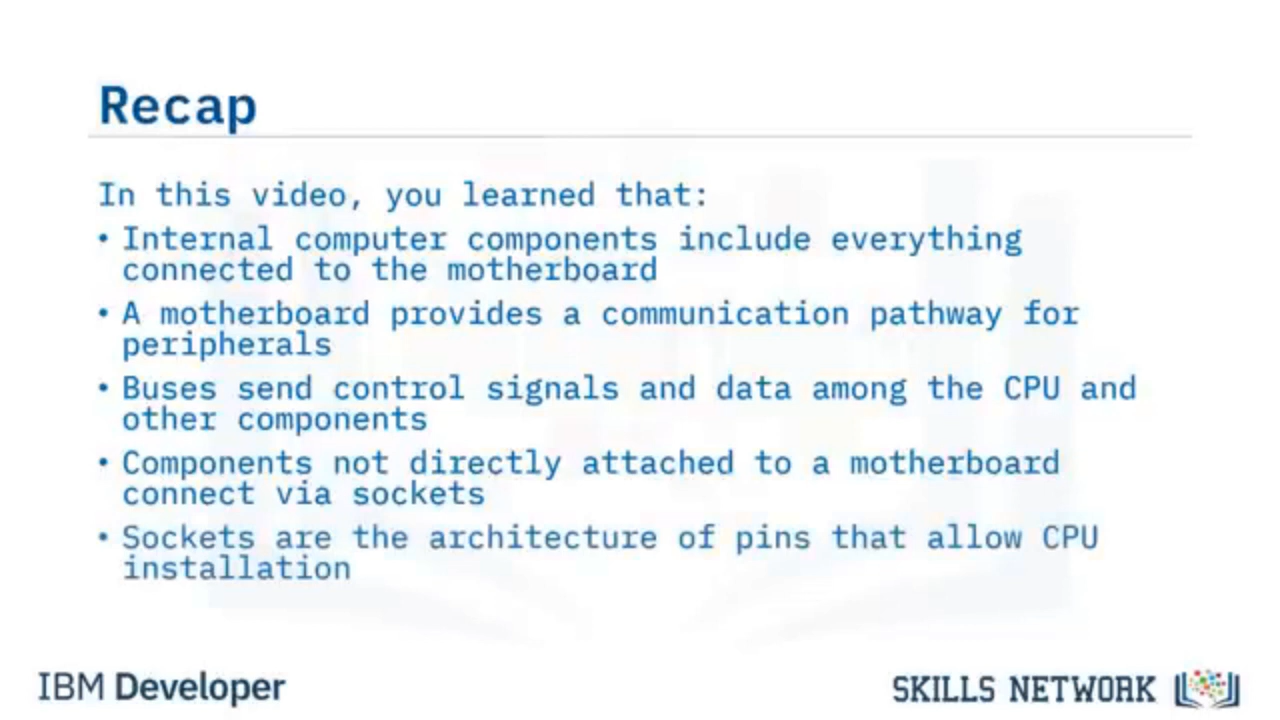 Recap
In this video, you learned that:
• Internal computer components include everything
connected to the motherboard
• A motherboard provides a communication pathway for
peripherals
• Buses send control signals and data among the CPU and
other components
• Components not directly attached to a motherboard
connect via sockets
• Sockets are the architecture of pins that allow CPU
installation
IBM Developer
SKILLS NETWORK